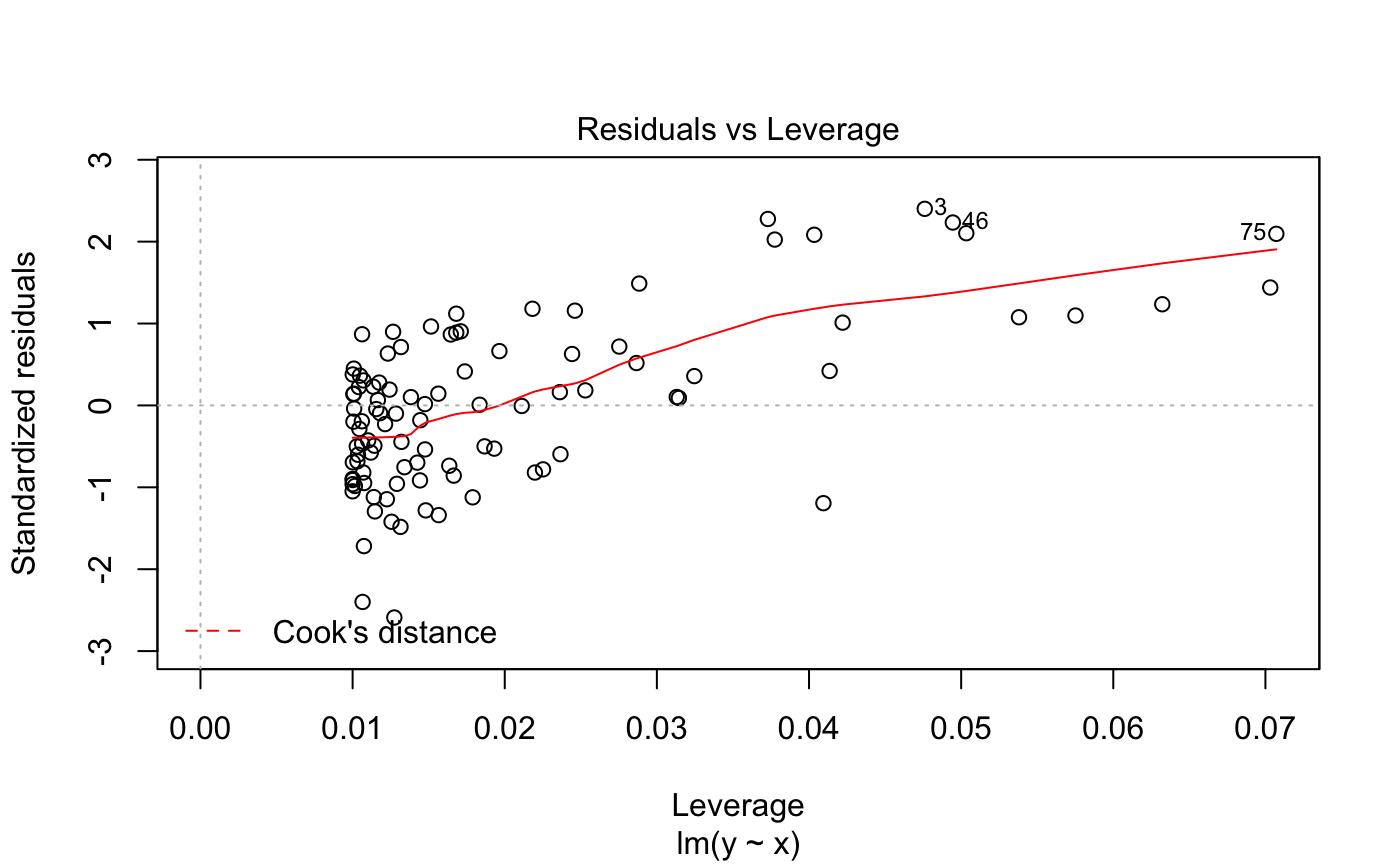 Residuals vs Leverage
Standardized residuals
3
2
1
0
-1
-2
-3
3
46
75
Cook's distance
0.00 0.01 0.02 0.03 0.04 0.05 0.06 0.07
Leverage
lm(y ~ x)